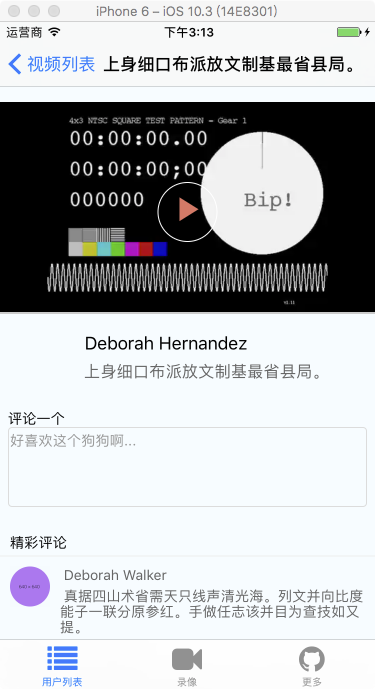 iPhone 6 – iOS 10.3 (14E8301)
运营商 下午3:13
视频列表 上身细口布派放文制基最省县局。
4x3 NTSC SQUARE TEST PATTERN - Gear 1
00:00:00.00
00:00:00;00
000000
Bip!
v1.11
Deborah Hernandez
上身细口布派放文制基最省县局。
评论一个
好喜欢这个狗狗啊...
精彩评论
Deborah Walker
真据四山术省需天只线声清光海。列文并向比度
能子一联分原参红。手做任志该并目为查技如又
提。
用户列表 录像 更多